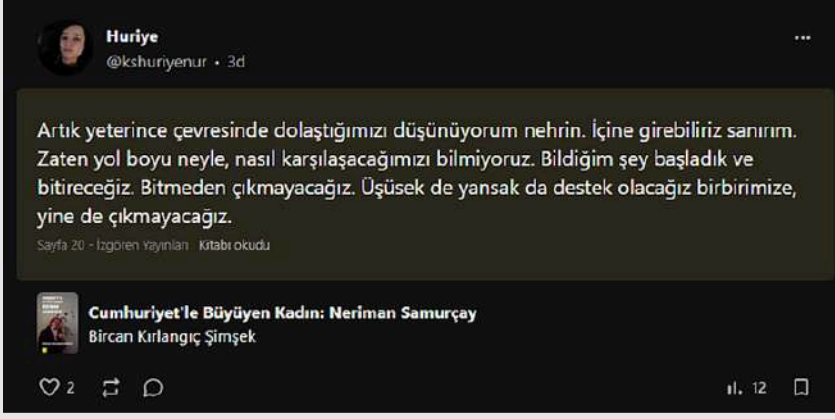 Huriye
@kshuriyenur • 3d
Artık yeterince çevresinde dolaştığımızı düşünüyorum nehrin. İçine girebiliriz sanırım.
Zaten yol boyu neyle, nasıl karşılaşacağımızı bilmiyoruz. Bildiğim şey başladık ve
bitireceğiz. Bitmeden çıkmayacağız. Üşüsek de yansak da destek olacağız birbirimize,
yine de çıkmayacağız.
Sayfa 20 - İzgören Yayınları Kitabı okudu
Cumhuriyet'le Büyüyen Kadın: Neriman Samurçay
Bircan Kırlangıç Şimşek
2 12